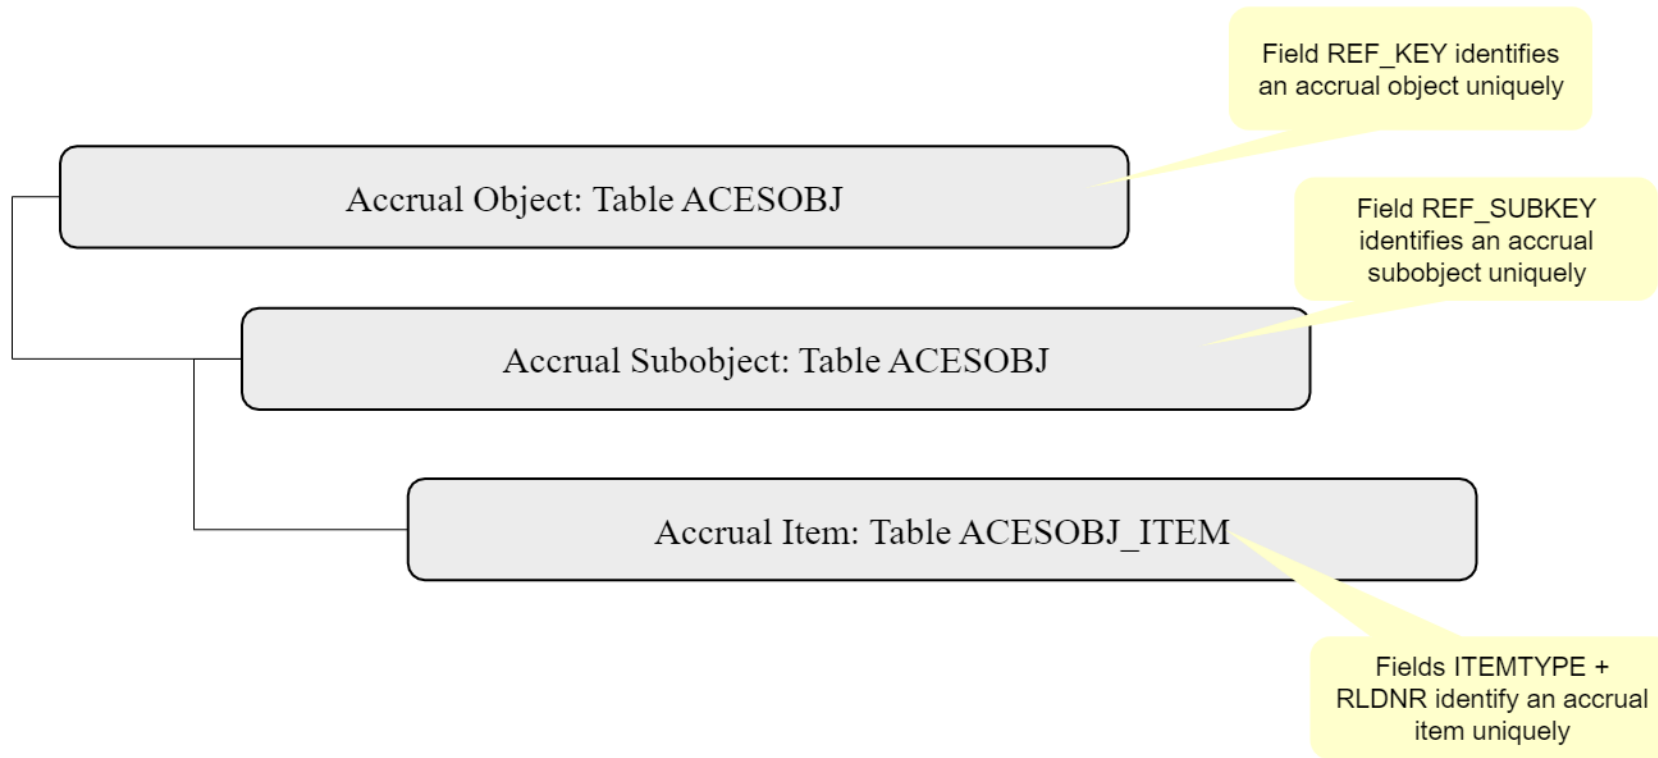 Field REF_KEY identifies
an accrual object uniquely
Accrual Object: Table ACESOBJ
Field REF_SUBKEY
identifies an accrual
subobject uniquely
Accrual Subobject: Table ACESOBJ
Accrual Item: Table ACESOBJ_ITEM
Fields ITEMTYPE +
RLDNR identify an accrual
item uniquely